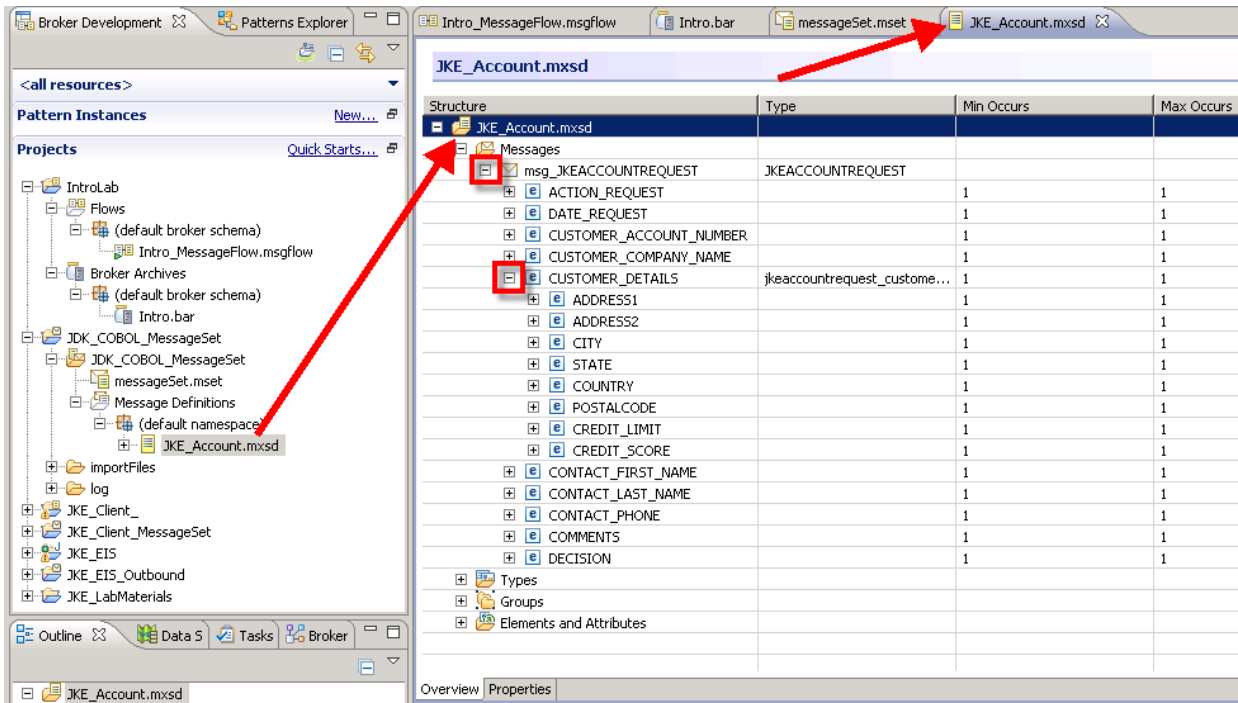 Broker Development
Patterns Explorer
<all resources>
Pattern Instances
New...
Projects
Quick Starts...
IntroLab
Flows
(default broker schema)
Intro_MessageFlow.msgflow
Broker Archives
(default broker schema)
Intro.bar
JDK_COBOL_MessageSet
JDK_COBOL_MessageSet
messageSet.mset
Message Definitions
(default namespace)
JKE_Account.mxsd
importFiles
log
JKE_Client_
JKE_Client_MessageSet
JKE_EIS
JKE_EIS_Outbound
JKE_LabMaterials
Outline
Data S
Tasks
Broker
JKE_Account.mxsd
Intro_MessageFlow.msgflow
Intro.bar
messageSet.mset
JKE_Account.mxsd
JKE_Account.mxsd
Structure Type Min Occurs Max Occurs
JKE_Account.mxsd
Messages
msg_JKEACCOUNTREQUEST JKEACCOUNTREQUEST
ACTION_REQUEST 1 1
DATE_REQUEST 1 1
CUSTOMER_ACCOUNT_NUMBER 1 1
CUSTOMER_COMPANY_NAME 1 1
CUSTOMER_DETAILS jkeaccountrequest_custome... 1 1
ADDRESS1 1 1
ADDRESS2 1 1
CITY 1 1
STATE 1 1
COUNTRY 1 1
POSTALCODE 1 1
CREDIT_LIMIT 1 1
CREDIT_SCORE 1 1
CONTACT_FIRST_NAME 1 1
CONTACT_LAST_NAME 1 1
CONTACT_PHONE 1 1
COMMENTS 1 1
DECISION 1 1
Types
Groups
Elements and Attributes
Overview Properties